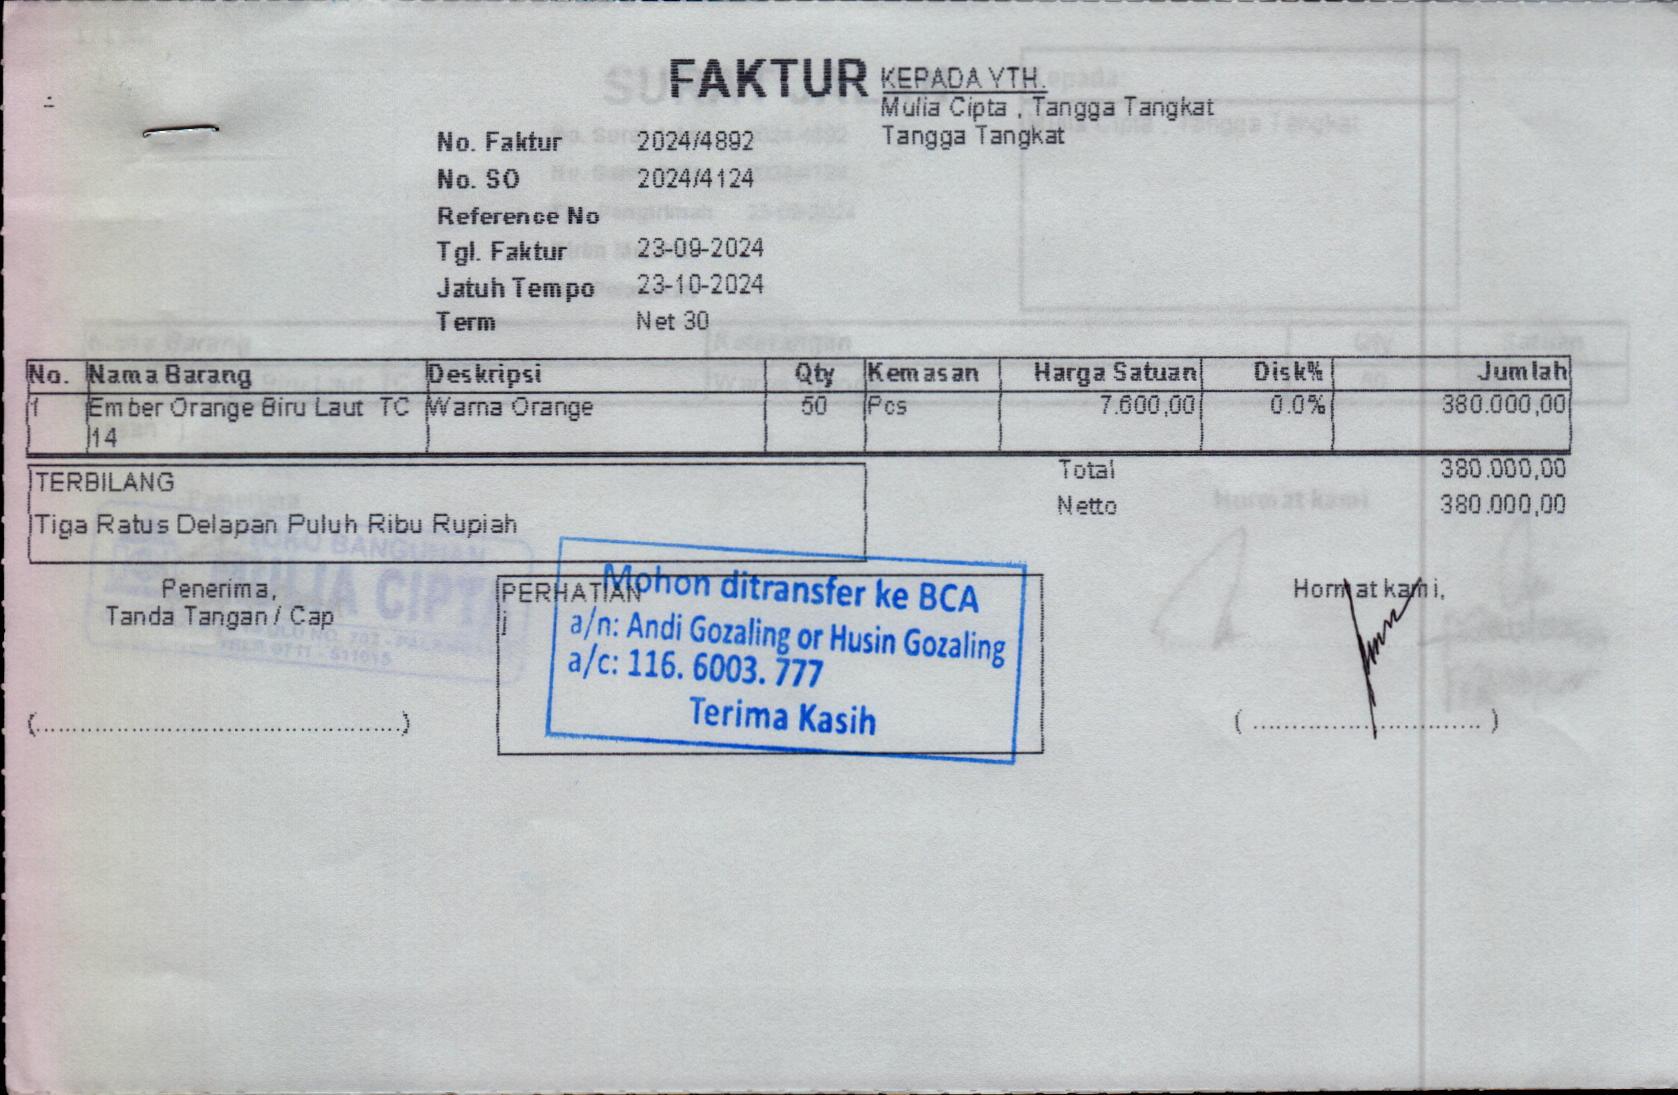 FAKTUR
KEPADA YTH.
Mulia Cipta , Tangga Tangkat
Tangga Tangkat
No. Faktur 2024/4892
No. SO 2024/4124
Reference No
Tgl. Faktur 23-09-2024
Jatuh Tempo 23-10-2024
Term Net 30
No. Nama Barang Deskripsi Qty Kemasan Harga Satuan Disk% Jumlah
1 Ember Orange Biru Laut TC Warna Orange 50 Pcs 7.600,00 0.0% 380.000,00
14
TERBILANG
Tiga Ratus Delapan Puluh Ribu Rupiah
Total 380.000,00
Netto 380.000,00
Penerima,
Tanda Tangan / Cap
(............................................)
PERHATIAN
i
Mohon ditransfer ke BCA
a/n: Andi Gozaling or Husin Gozaling
a/c: 116. 6003. 777
Terima Kasih
Hormat kami,
( ............................ )
TOKO BANGUNAN
MULIA CIPTA